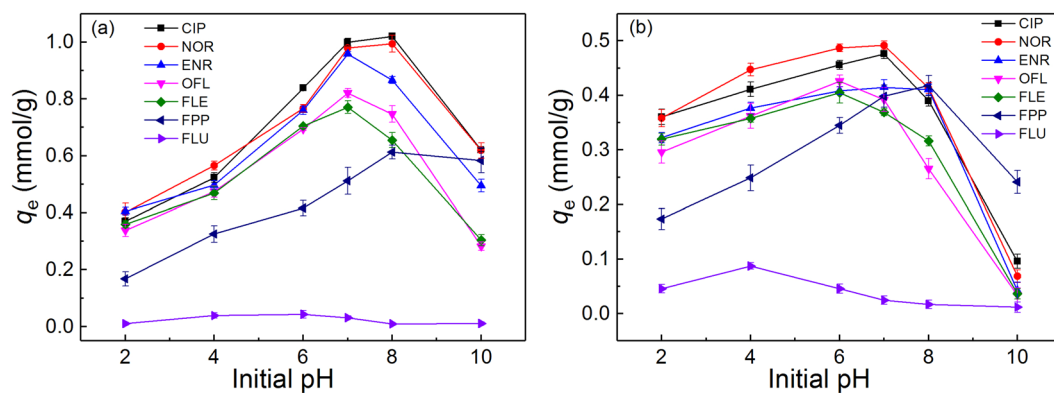 (a)
CIP
NOR
ENR
OFL
FLE
FPP
FLU
1.0
0.8
0.6
0.4
0.2
0.0
qe (mmol/g)
2 4 6 8 10
Initial pH
(b)
CIP
NOR
ENR
OFL
FLE
FPP
FLU
0.5
0.4
0.3
0.2
0.1
0.0
qe (mmol/g)
2 4 6 8 10
Initial pH